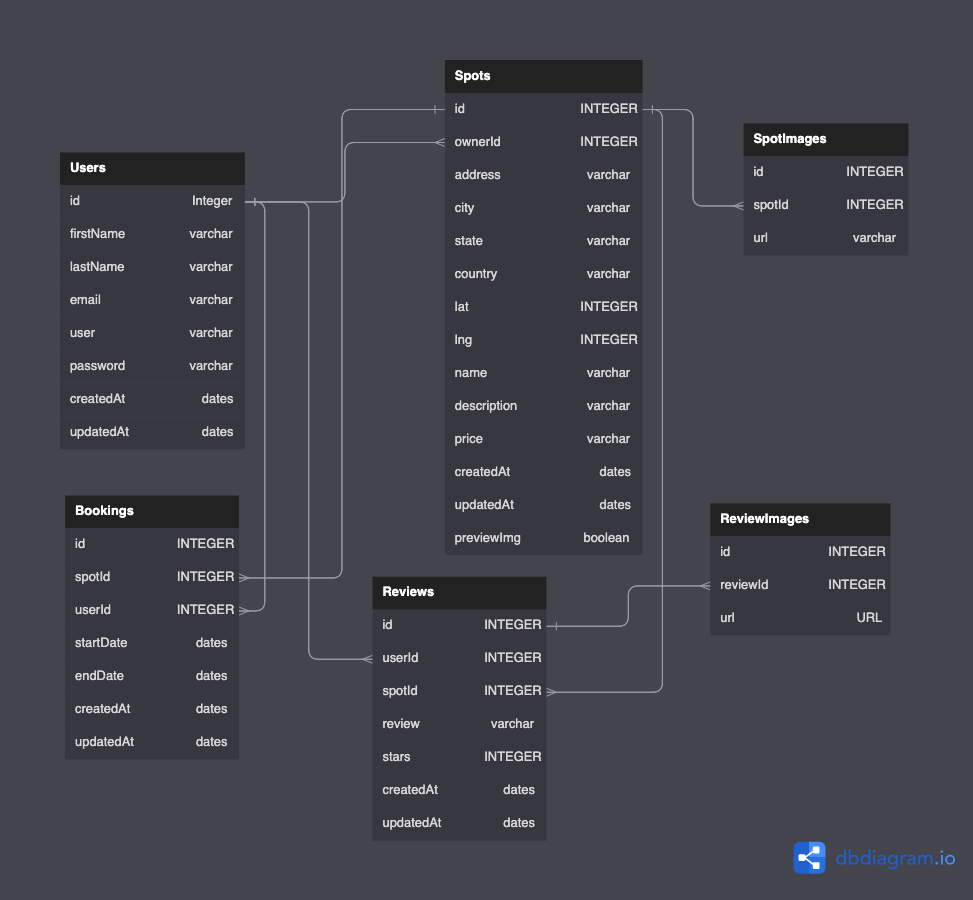 Spots
id INTEGER
ownerId INTEGER
address varchar
city varchar
state varchar
country varchar
lat INTEGER
lng INTEGER
name varchar
description varchar
price varchar
createdAt dates
updatedAt dates
previewImg boolean
SpotImages
id INTEGER
spotId INTEGER
url varchar
Users
id Integer
firstName varchar
lastName varchar
email varchar
user varchar
password varchar
createdAt dates
updatedAt dates
Bookings
id INTEGER
spotId INTEGER
userId INTEGER
startDate dates
endDate dates
createdAt dates
updatedAt dates
Reviews
id INTEGER
userId INTEGER
spotId INTEGER
review varchar
stars INTEGER
createdAt dates
updatedAt dates
ReviewImages
id INTEGER
reviewId INTEGER
url URL
dbdiagram.io